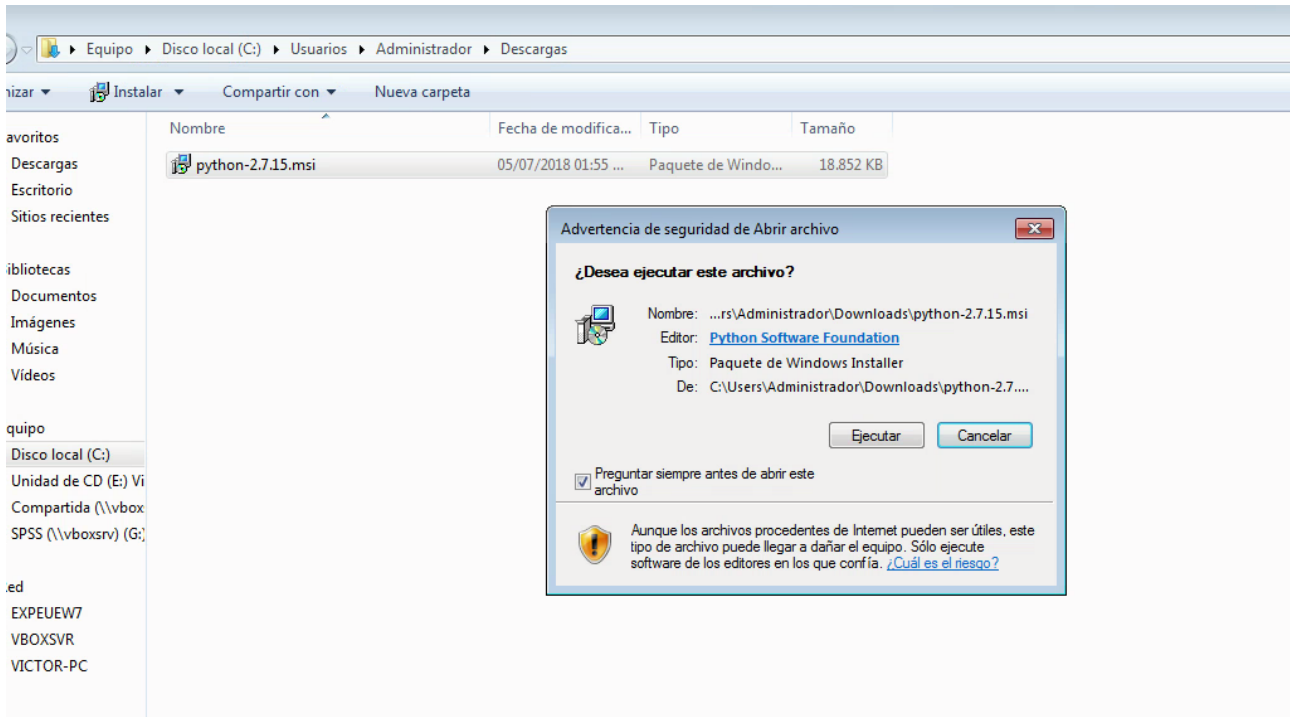 Equipo Disco local (C:) Usuarios Administrador Descargas
nizar Instalar Compartir con Nueva carpeta
avoritos
Descargas
Escritorio
Sitios recientes
ibliotecas
Documentos
Imágenes
Música
Vídeos
quipo
Disco local (C:)
Unidad de CD (E:) Vi
Compartida (\\vbox
SPSS (\\vboxsrv) (G:)
ed
EXPEUEW7
VBOXSVR
VICTOR-PC
Nombre Fecha de modifica... Tipo Tamaño
python-2.7.15.msi 05/07/2018 01:55 ... Paquete de Windo... 18.852 KB
Advertencia de seguridad de Abrir archivo
¿Desea ejecutar este archivo?
Nombre: ...rs\Administrador\Downloads\python-2.7.15.msi
Editor: Python Software Foundation
Tipo: Paquete de Windows Installer
De: C:\Users\Administrador\Downloads\python-2.7....
Ejecutar Cancelar
Preguntar siempre antes de abrir este
archivo
Aunque los archivos procedentes de Internet pueden ser útiles, este
tipo de archivo puede llegar a dañar el equipo. Sólo ejecute
software de los editores en los que confía. ¿Cuál es el riesgo?